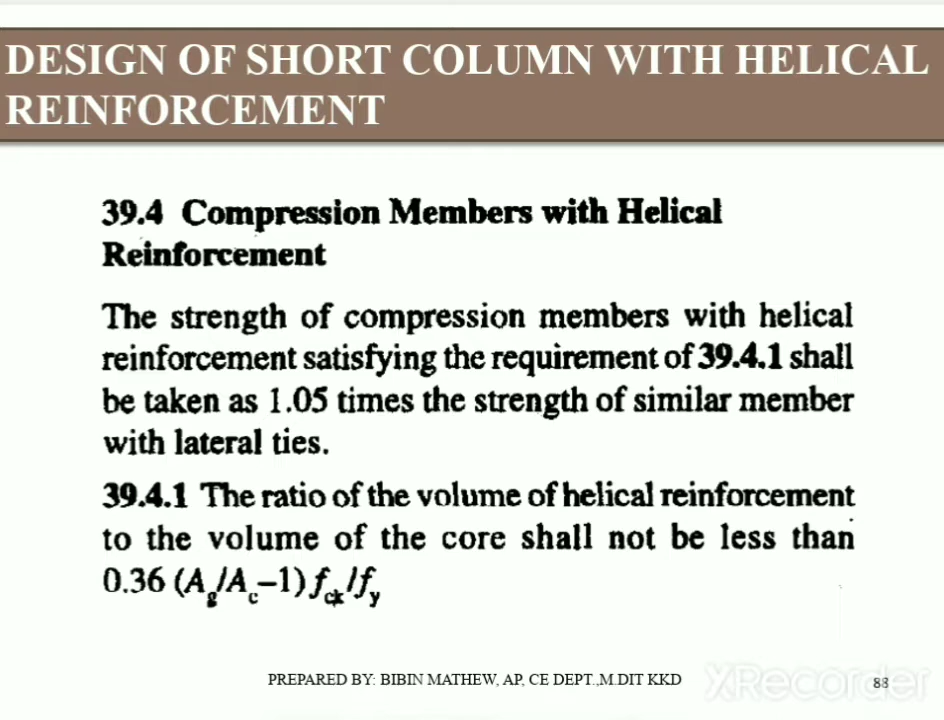 DESIGN OF SHORT COLUMN WITH HELICAL
REINFORCEMENT
39.4 Compression Members with Helical
Reinforcement
The strength of compression members with helical
reinforcement satisfying the requirement of 39.4.1 shall
be taken as 1.05 times the strength of similar member
with lateral ties.
39.4.1 The ratio of the volume of helical reinforcement
to the volume of the core shall not be less than
0.36 (A_g/A_c–1) f_ck/f_y
PREPARED BY: BIBIN MATHEW, AP, CE DEPT.,M.DIT KKD
XRecorder
88